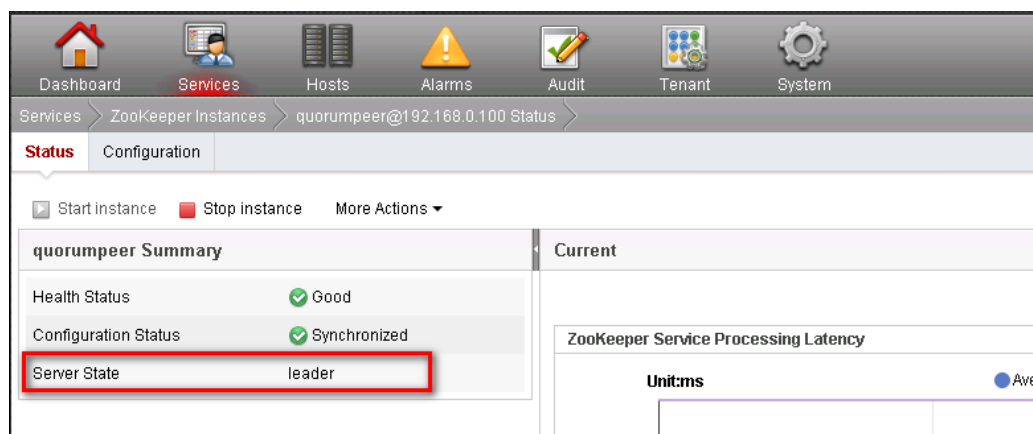 Dashboard Services Hosts Alarms Audit Tenant System
Services ZooKeeper Instances quorumpeer@192.168.0.100 Status
Status Configuration
Start instance Stop instance More Actions
quorumpeer Summary Current
Health Status Good
Configuration Status Synchronized
ZooKeeper Service Processing Latency
Server State leader
Unit:ms